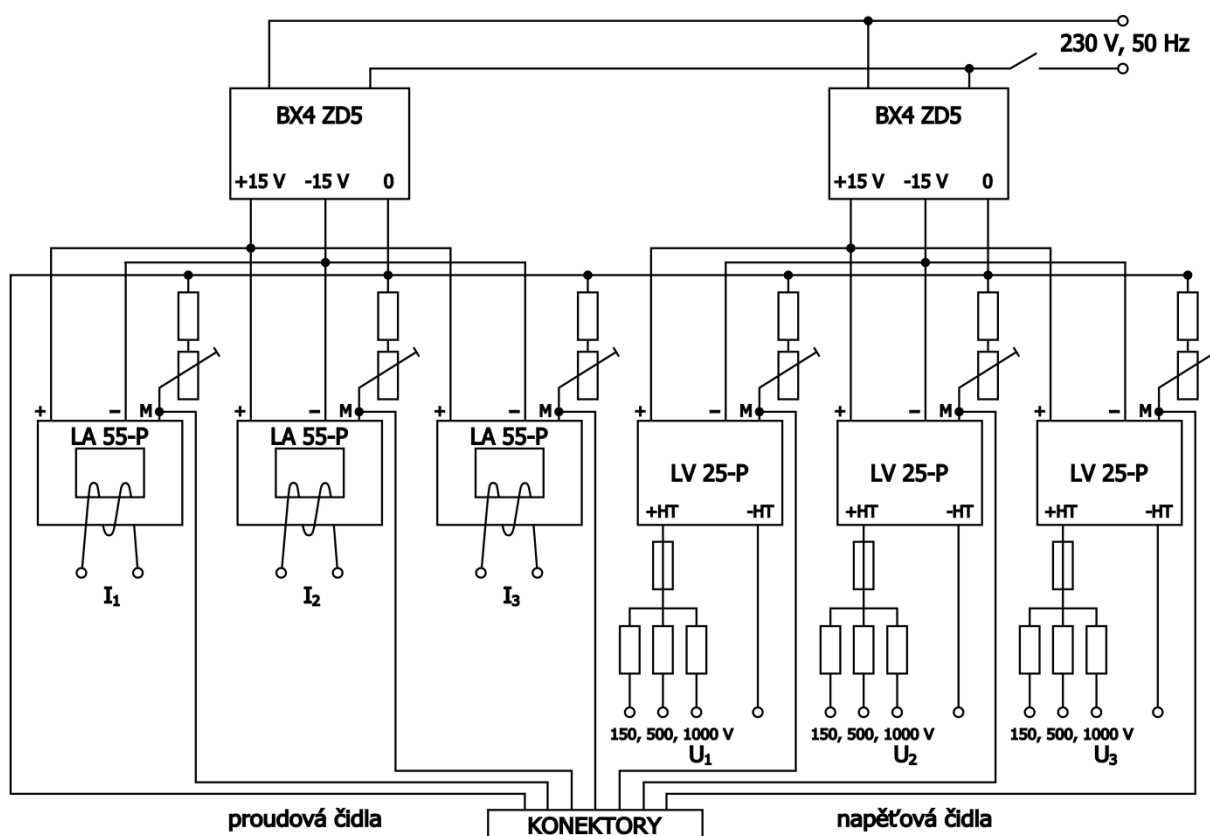 230 V, 50 Hz
BX4 ZD5 BX4 ZD5
+15 V -15 V 0 +15 V -15 V 0
+ – M + – M + – M + – M + – M + – M
LA 55-P LA 55-P LA 55-P
LV 25-P LV 25-P LV 25-P
+HT -HT +HT -HT +HT -HT
I₁ I₂ I₃
150, 500, 1000 V 150, 500, 1000 V 150, 500, 1000 V
U₁ U₂ U₃
proudová čidla KONEKTORY napěťová čidla